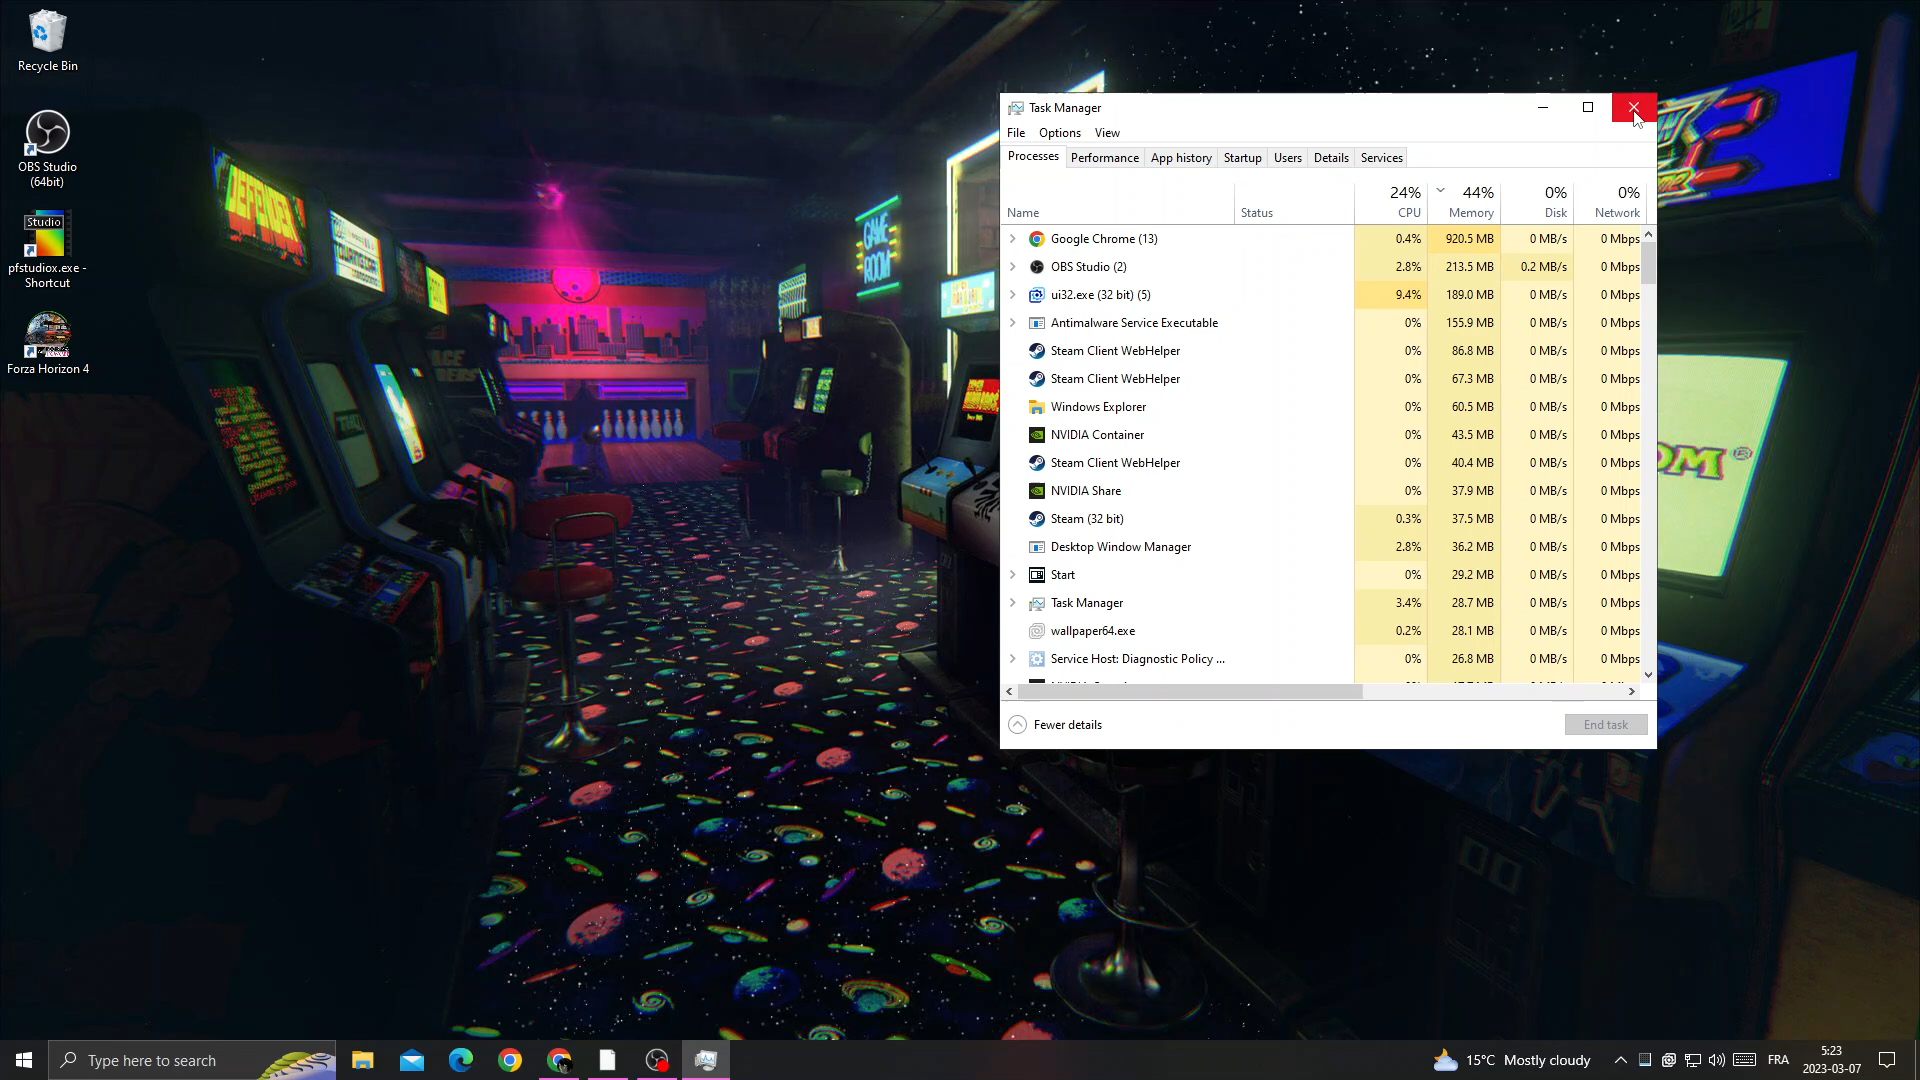 Recycle Bin
OBS Studio
(64bit)
Studio
pfstudiox.exe -
Shortcut
Forza Horizon 4
DEFENDER
GAME
ROOM
2
OM®
Task Manager
File Options View
Processes Performance App history Startup Users Details Services
24% 44% 0% 0%
Name Status CPU Memory Disk Network
Google Chrome (13) 0.4% 920.5 MB 0 MB/s 0 Mbps
OBS Studio (2) 2.8% 213.5 MB 0.2 MB/s 0 Mbps
ui32.exe (32 bit) (5) 9.4% 189.0 MB 0 MB/s 0 Mbps
Antimalware Service Executable 0% 155.9 MB 0 MB/s 0 Mbps
Steam Client WebHelper 0% 86.8 MB 0 MB/s 0 Mbps
Steam Client WebHelper 0% 67.3 MB 0 MB/s 0 Mbps
Windows Explorer 0% 60.5 MB 0 MB/s 0 Mbps
NVIDIA Container 0% 43.5 MB 0 MB/s 0 Mbps
Steam Client WebHelper 0% 40.4 MB 0 MB/s 0 Mbps
NVIDIA Share 0% 37.9 MB 0 MB/s 0 Mbps
Steam (32 bit) 0.3% 37.5 MB 0 MB/s 0 Mbps
Desktop Window Manager 2.8% 36.2 MB 0 MB/s 0 Mbps
Start 0% 29.2 MB 0 MB/s 0 Mbps
Task Manager 3.4% 28.7 MB 0 MB/s 0 Mbps
wallpaper64.exe 0.2% 28.1 MB 0 MB/s 0 Mbps
Service Host: Diagnostic Policy ... 0% 26.8 MB 0 MB/s 0 Mbps
Fewer details End task
Type here to search
15°C Mostly cloudy
FRA
5:23
2023-03-07